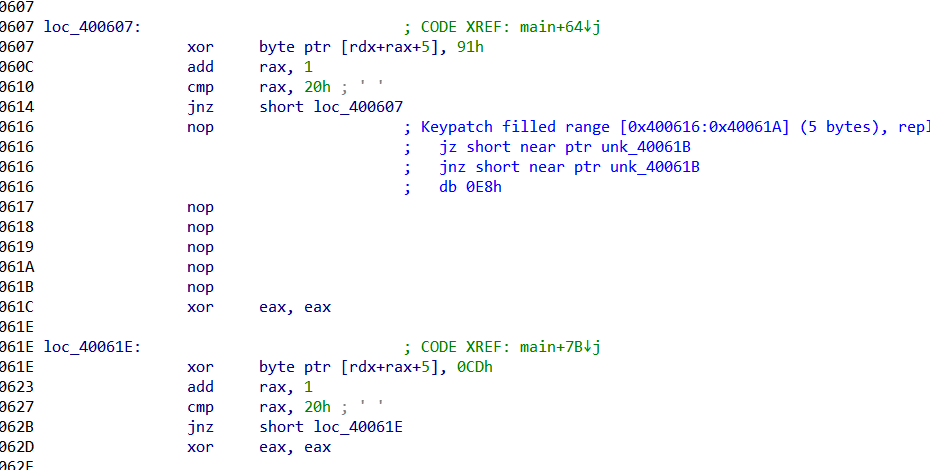 0607
0607 loc_400607: ; CODE XREF: main+64↓j
0607 xor byte ptr [rdx+rax+5], 91h
060C add rax, 1
0610 cmp rax, 20h ; ' '
0614 jnz short loc_400607
0616 nop ; Keypatch filled range [0x400616:0x40061A] (5 bytes), repl
0616 ; jz short near ptr unk_40061B
0616 ; jnz short near ptr unk_40061B
0616 ; db 0E8h
0617 nop
0618 nop
0619 nop
061A nop
061B nop
061C xor eax, eax
061E
061E loc_40061E: ; CODE XREF: main+7B↓j
061E xor byte ptr [rdx+rax+5], 0CDh
0623 add rax, 1
0627 cmp rax, 20h ; ' '
062B jnz short loc_40061E
062D xor eax, eax